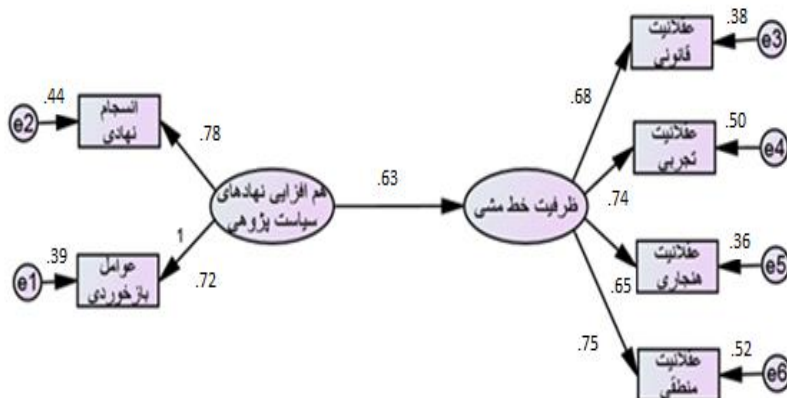 .38
e3
عقلانیت
قانونی
.68
.44
e2
انسجام
نهادی
.78
.50
e4
عقلانیت
تجربی
.74
.63
هم افزایی نهادهای
سیاست پژوهی
ظرفیت خط مشی
1
.72
.39
e1
عوامل
بازخوردی
.36
e5
عقلانیت
هنجاری
.65
.75
.52
e6
عقلانیت
منطقی